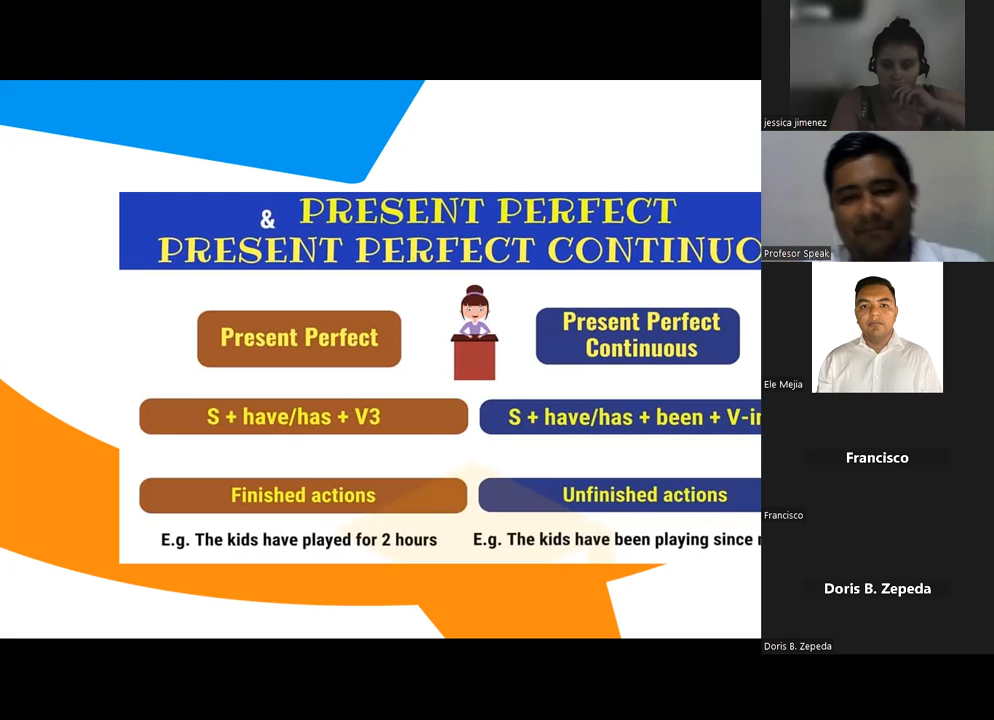 & PRESENT PERFECT
PRESENT PERFECT CONTINUO
Present Perfect
Present Perfect
Continuous
S + have/has + V3
S + have/has + been + V-in
Finished actions
Unfinished actions
E.g. The kids have played for 2 hours
E.g. The kids have been playing since
jessica jimenez
Profesor Speak
Ele Mejia
Francisco
Francisco
Doris B. Zepeda
Doris B. Zepeda